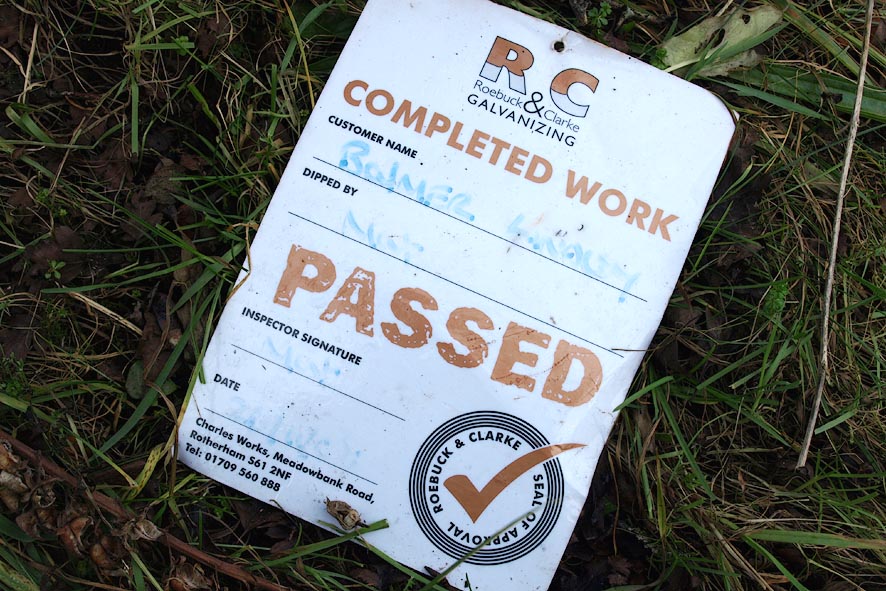 R & C
Roebuck & Clarke
GALVANIZING
COMPLETED WORK
CUSTOMER NAME
DIPPED BY
Nick
PASSED
INSPECTOR SIGNATURE
DATE
Charles Works, Meadowbank Road,
Rotherham S61 2NF
Tel: 01709 560 888
ROEBUCK & CLARKE
SEAL OF APPROVAL